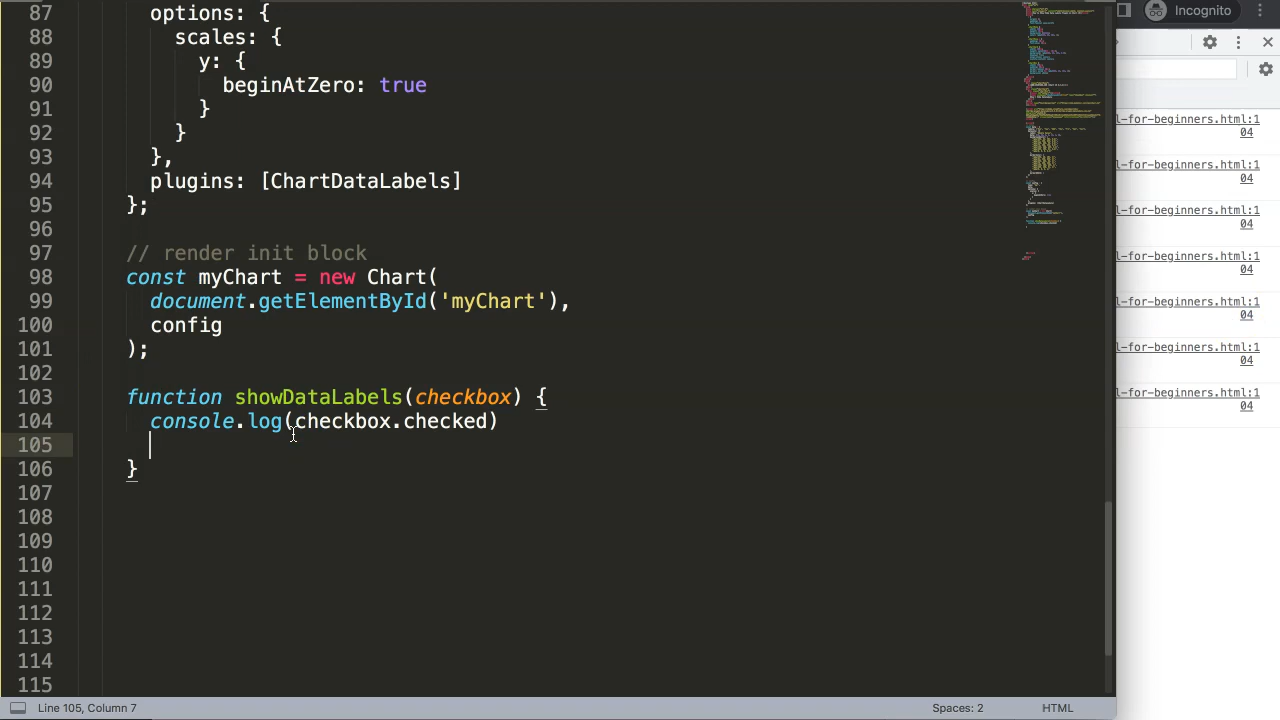 Incognito
87 options: {
88 scales: {
89 y: {
90 beginAtZero: true
91 }
92 }
93 },
94 plugins: [ChartDataLabels]
95 };
96
97 // render init block
98 const myChart = new Chart(
99 document.getElementById('myChart'),
100 config
101 );
102
103 function showDataLabels(checkbox) {
104 console.log(checkbox.checked)
105
106 }
107
108
109
110
111
112
113
114
115
l-for-beginners.html:1
04
l-for-beginners.html:1
04
l-for-beginners.html:1
04
l-for-beginners.html:1
04
l-for-beginners.html:1
04
l-for-beginners.html:1
04
l-for-beginners.html:1
04
Line 105, Column 7
Spaces: 2
HTML